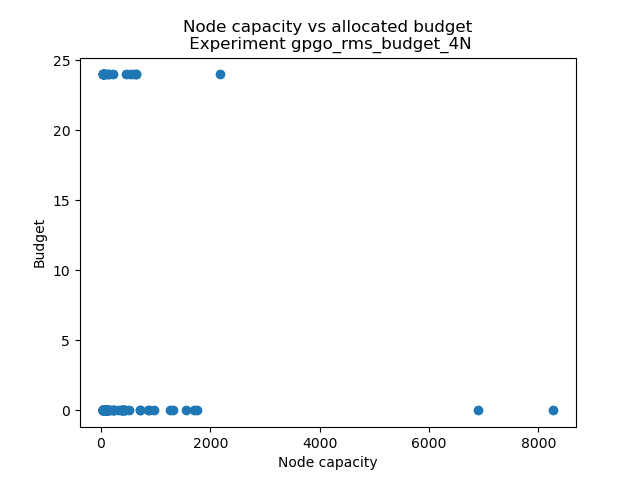 Node capacity vs allocated budget
Experiment gpgo_rms_budget_4N
25
20
15
10
5
0
Budget
0 2000 4000 6000 8000
Node capacity